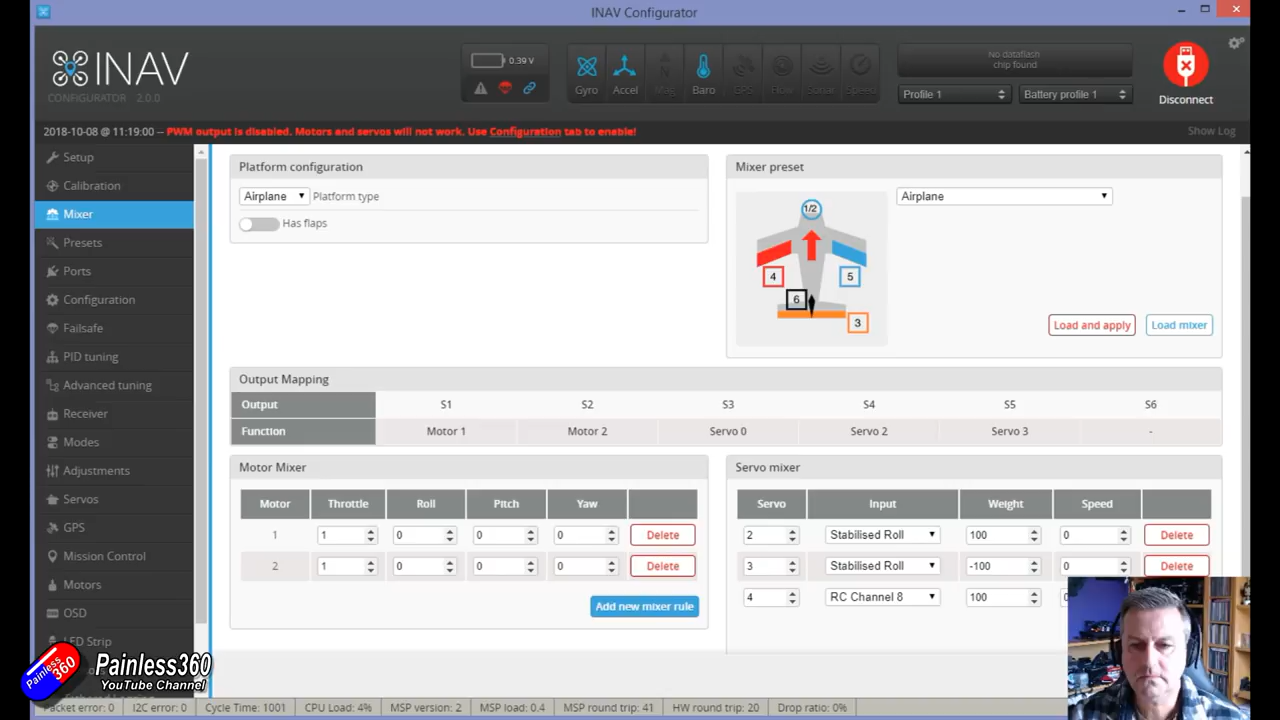 INAV Configurator
INAV
CONFIGURATOR 2.0.0
0.39 V
Gyro Accel Mag Baro GPS Flow Sonar Speed
No dataflash
chip found
Profile 1
Battery profile 1
Disconnect
2018-10-08 @ 11:19:00 -- PWM output is disabled. Motors and servos will not work. Use Configuration tab to enable!
Show Log
Setup
Calibration
Mixer
Presets
Ports
Configuration
Failsafe
PID tuning
Advanced tuning
Receiver
Modes
Adjustments
Servos
GPS
Mission Control
Motors
OSD
LED Strip
Platform configuration
Airplane Platform type
Has flaps
Mixer preset
1/2
4
5
6
3
Airplane
Load and apply
Load mixer
Output Mapping
Output S1 S2 S3 S4 S5 S6
Function Motor 1 Motor 2 Servo 0 Servo 2 Servo 3 -
Motor Mixer
Motor Throttle Roll Pitch Yaw
1 1 0 0 0 Delete
2 1 0 0 0 Delete
Add new mixer rule
Servo mixer
Servo Input Weight Speed
2 Stabilised Roll 100 0 Delete
3 Stabilised Roll -100 0 Delete
4 RC Channel 8 100
360
Painless
Painless360
YouTube Channel
Packet error: 0 I2C error: 0 Cycle Time: 1001 CPU Load: 4% MSP version: 2 MSP load: 0.4 MSP round trip: 41 HW round trip: 20 Drop ratio: 0%